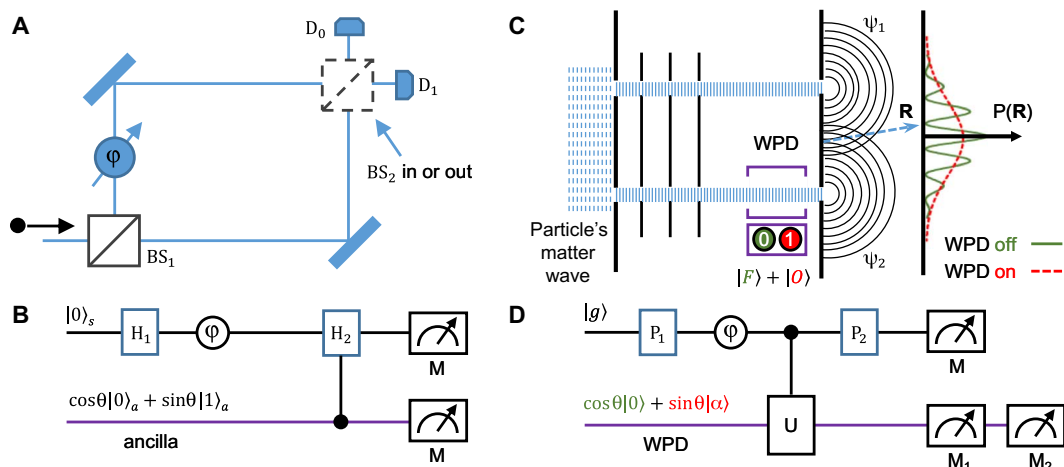 A
D₀
D₁
φ
BS₂ in or out
BS₁
B
|0⟩ₛ
H₁
φ
H₂
M
cosθ|0⟩ₐ + sinθ|1⟩ₐ
ancilla
M
C
ψ₁
R
P(R)
WPD
Particle's
matter
wave
0 1
|F⟩ + |O⟩
ψ₂
WPD off
WPD on
D
|g⟩
P₁
φ
P₂
M
cosθ|0⟩ + sinθ|α⟩
WPD
U
M₁
M₂